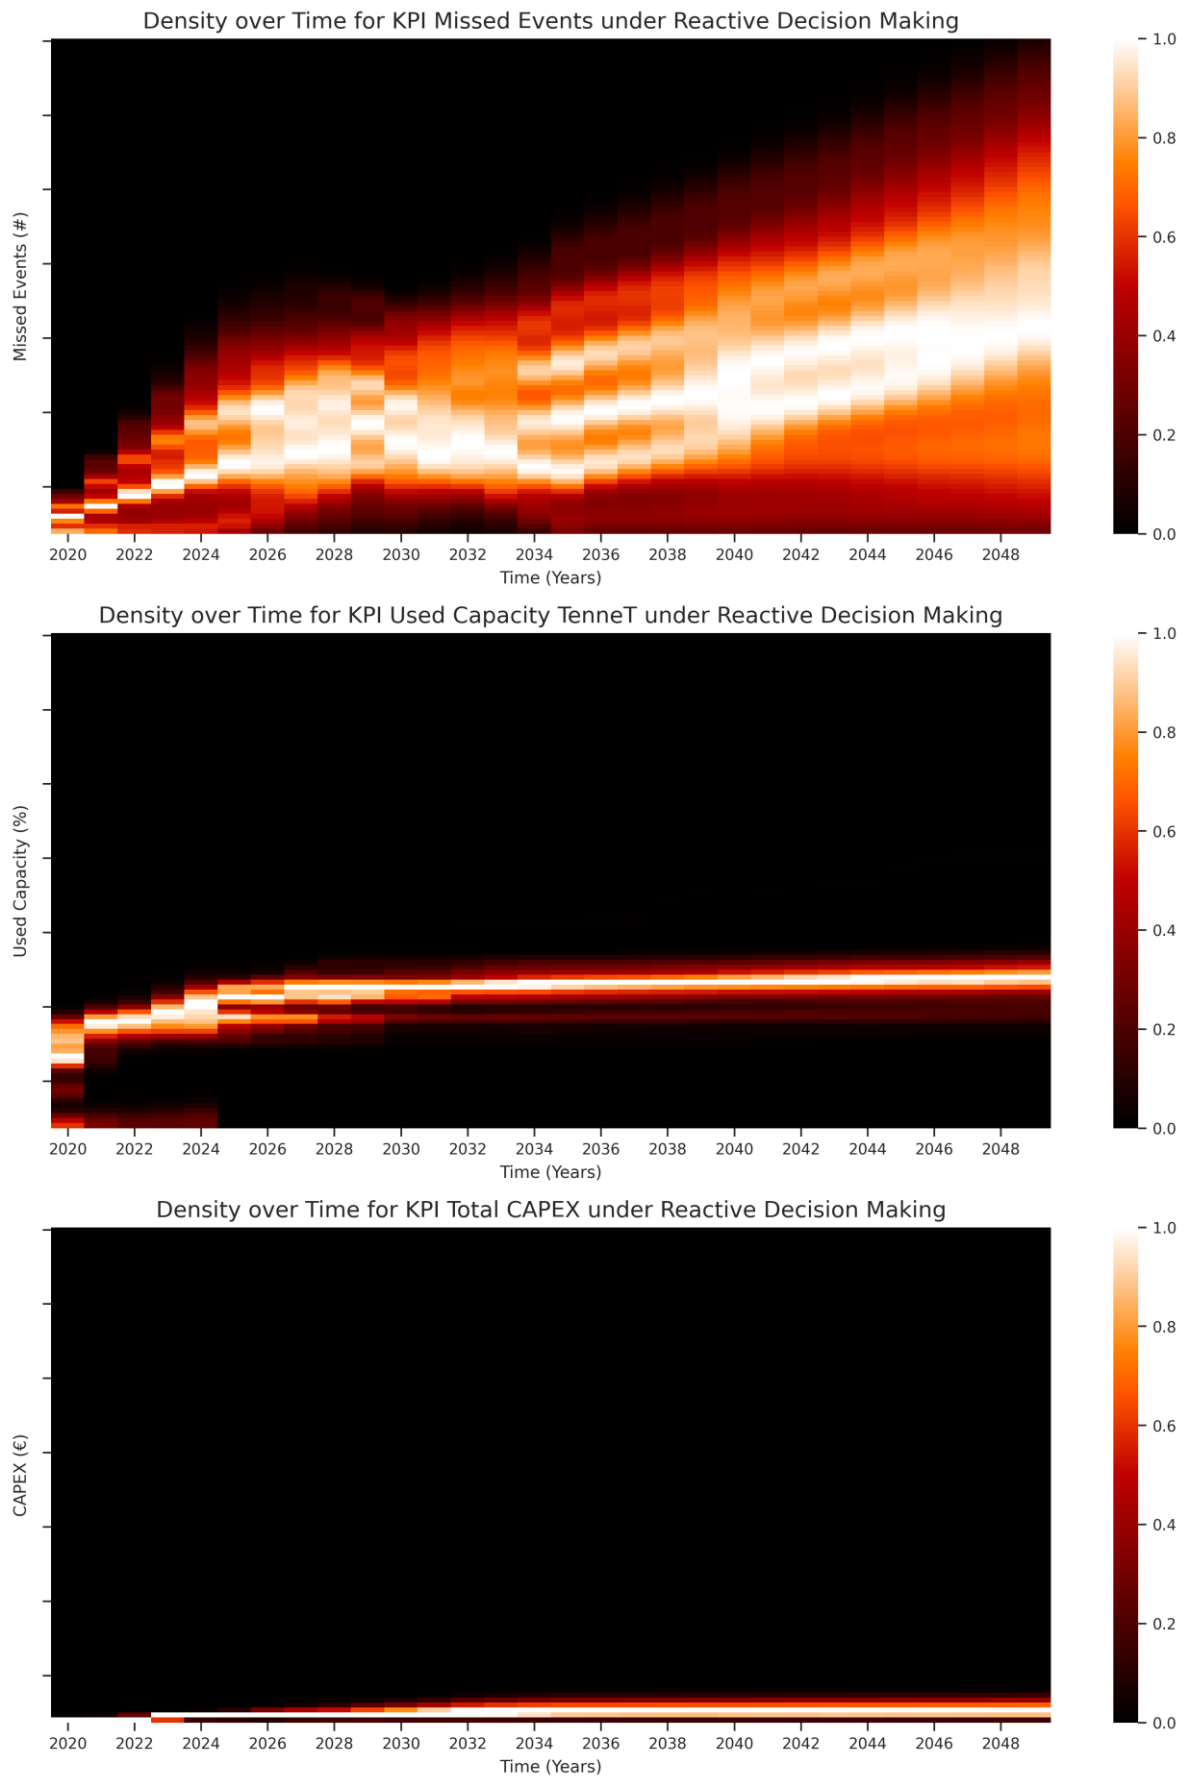 Density over Time for KPI Missed Events under Reactive Decision Making
Missed Events (#)
1.0
0.8
0.6
0.4
0.2
0.0
2020 2022 2024 2026 2028 2030 2032 2034 2036 2038 2040 2042 2044 2046 2048
Time (Years)
Density over Time for KPI Used Capacity TenneT under Reactive Decision Making
Used Capacity (%)
1.0
0.8
0.6
0.4
0.2
0.0
2020 2022 2024 2026 2028 2030 2032 2034 2036 2038 2040 2042 2044 2046 2048
Time (Years)
Density over Time for KPI Total CAPEX under Reactive Decision Making
CAPEX (€)
1.0
0.8
0.6
0.4
0.2
0.0
2020 2022 2024 2026 2028 2030 2032 2034 2036 2038 2040 2042 2044 2046 2048
Time (Years)